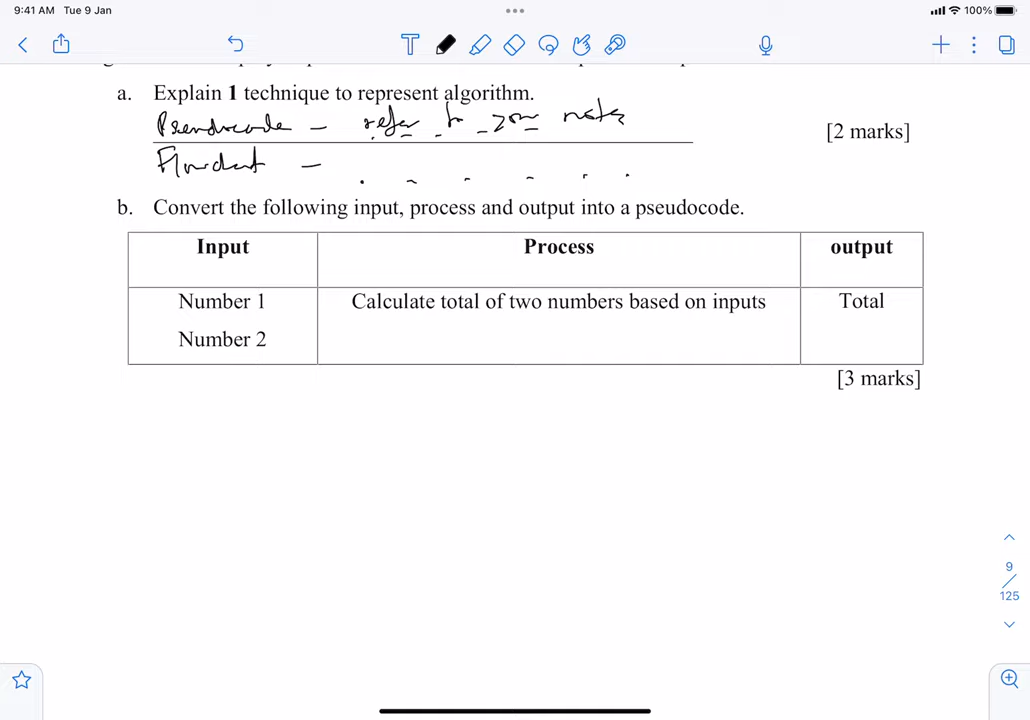 9:41 AM Tue 9 Jan
100%
a. Explain 1 technique to represent algorithm.
Pseudocode – refer to your notes
[2 marks]
Flowchart –
b. Convert the following input, process and output into a pseudocode.
Input Process output
Number 1 Calculate total of two numbers based on inputs Total
Number 2
[3 marks]
9
125